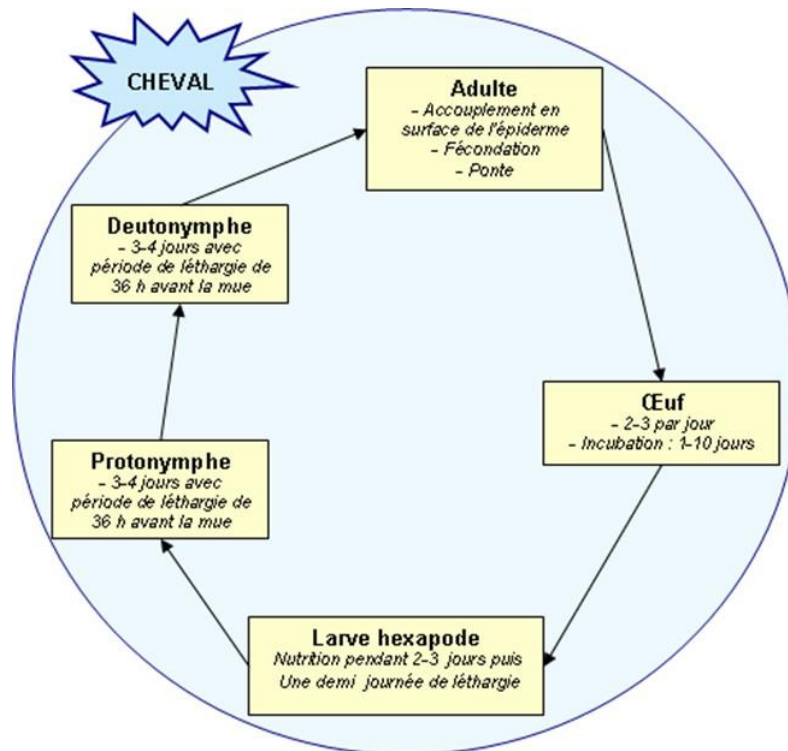 CHEVAL
Adulte
- Accouplement en
surface de l'épiderme
- Fécondation
- Ponte
Œuf
- 2-3 par jour
- Incubation : 1-10 jours
Larve hexapode
Nutrition pendant 2-3 jours puis
Une demi journée de léthargie
Protonymphe
- 3-4 jours avec
période de léthargie de
36 h avant la mue
Deutonymphe
- 3-4 jours avec
période de léthargie de
36 h avant la mue